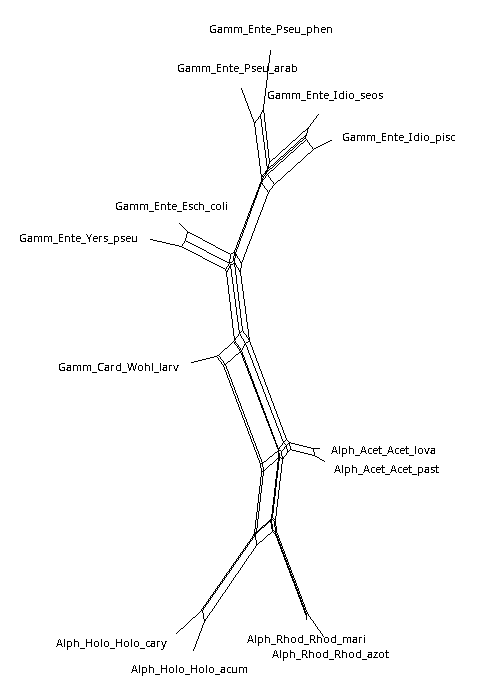 Gamm_Ente_Pseu_phen
Gamm_Ente_Pseu_arab
Gamm_Ente_Idio_seos
Gamm_Ente_Idio_pisc
Gamm_Ente_Esch_coli
Gamm_Ente_Yers_pseu
Gamm_Card_Wohl_larv
Alph_Acet_Acet_lova
Alph_Acet_Acet_past
Alph_Rhod_Rhod_mari
Alph_Holo_Holo_cary
Alph_Rhod_Rhod_azot
Alph_Holo_Holo_acum